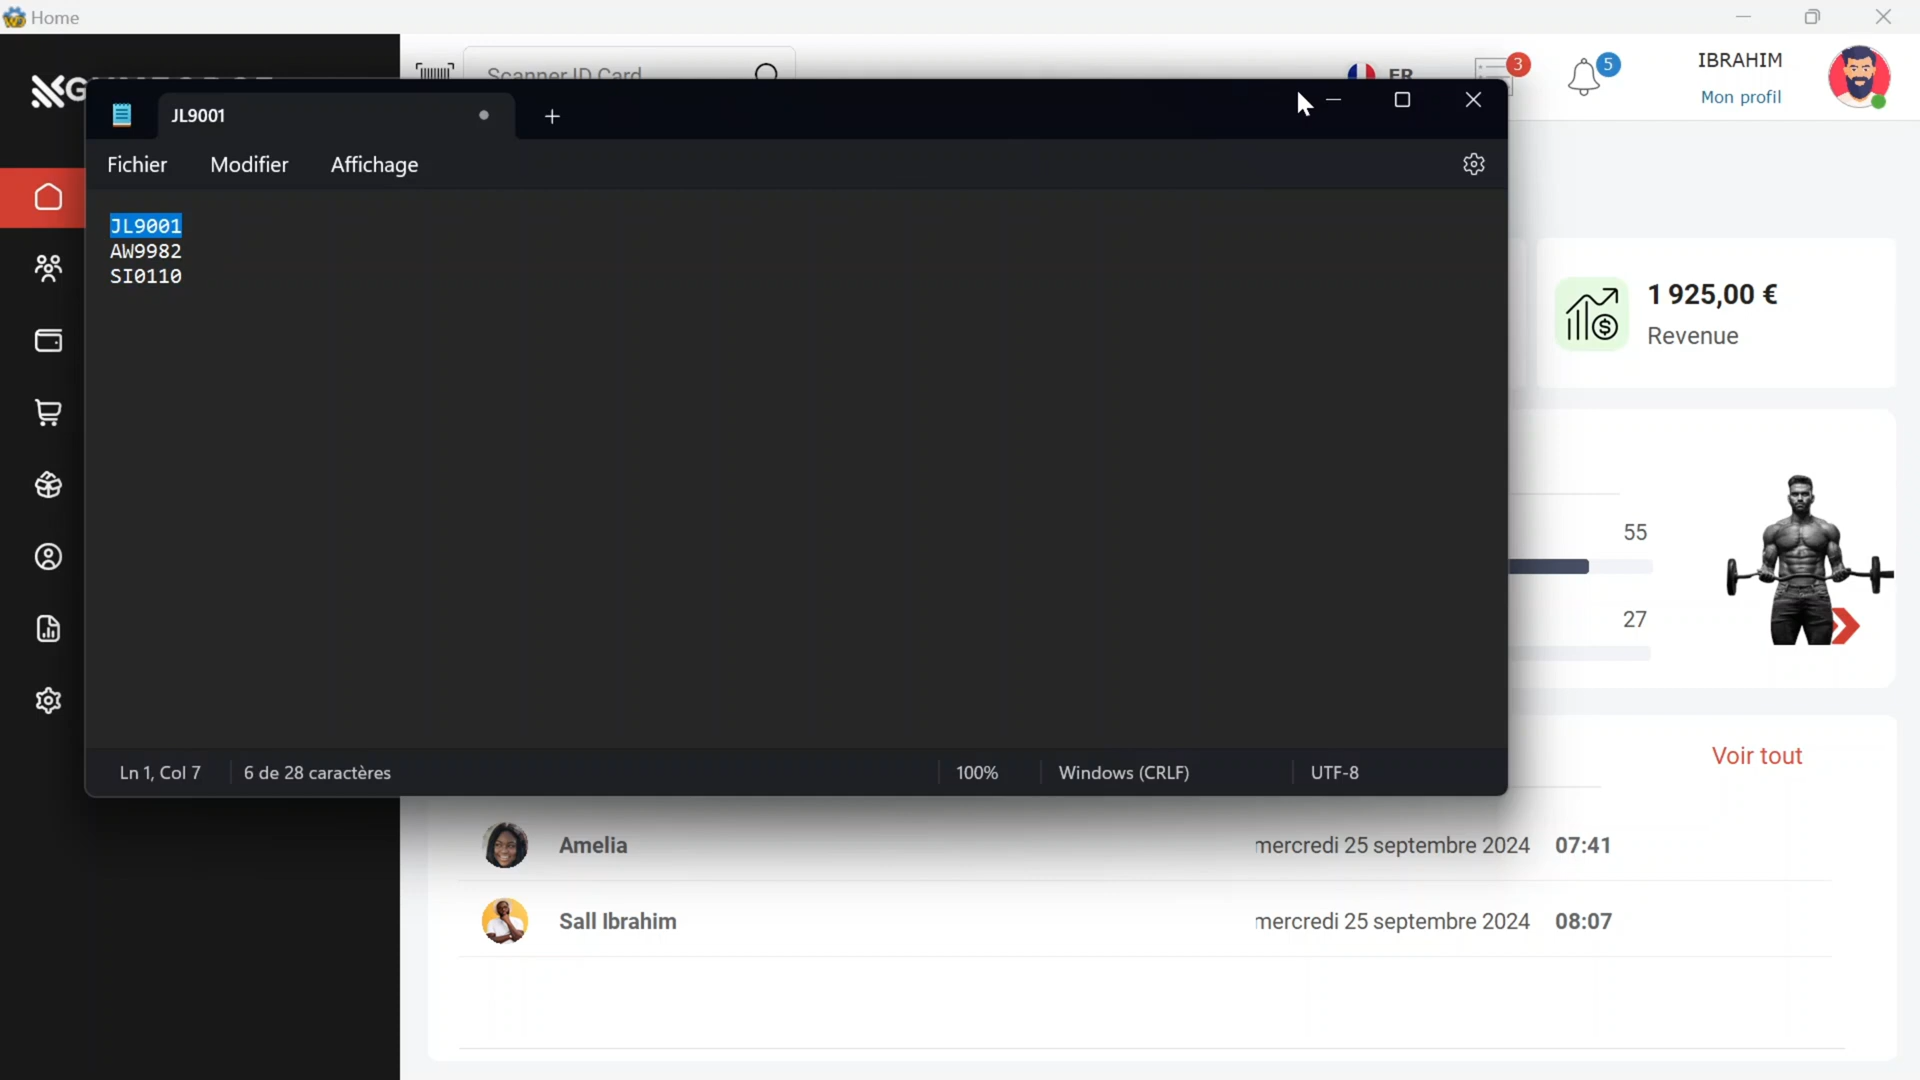 Home
Scanner ID Card
FR
3
5
IBRAHIM
Mon profil
JL9001
Fichier
Modifier
Affichage
JL9001
AW9982
SI0110
1 925,00 €
Revenue
55
27
Voir tout
Ln 1, Col 7
6 de 28 caractères
100%
Windows (CRLF)
UTF-8
Amelia
mercredi 25 septembre 2024
07:41
Sall Ibrahim
mercredi 25 septembre 2024
08:07